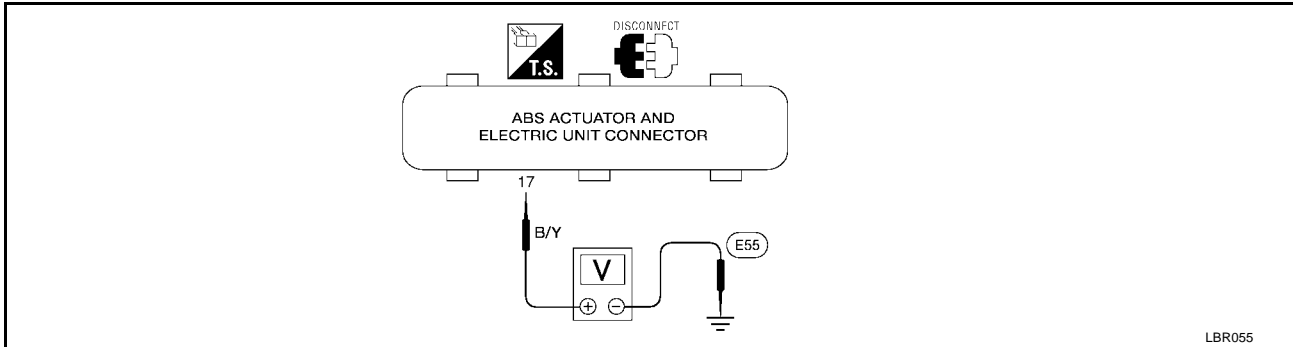 DISCONNECT
T.S.
ABS ACTUATOR AND
ELECTRIC UNIT CONNECTOR
17
B/Y
E55
V
+ −
LBR055